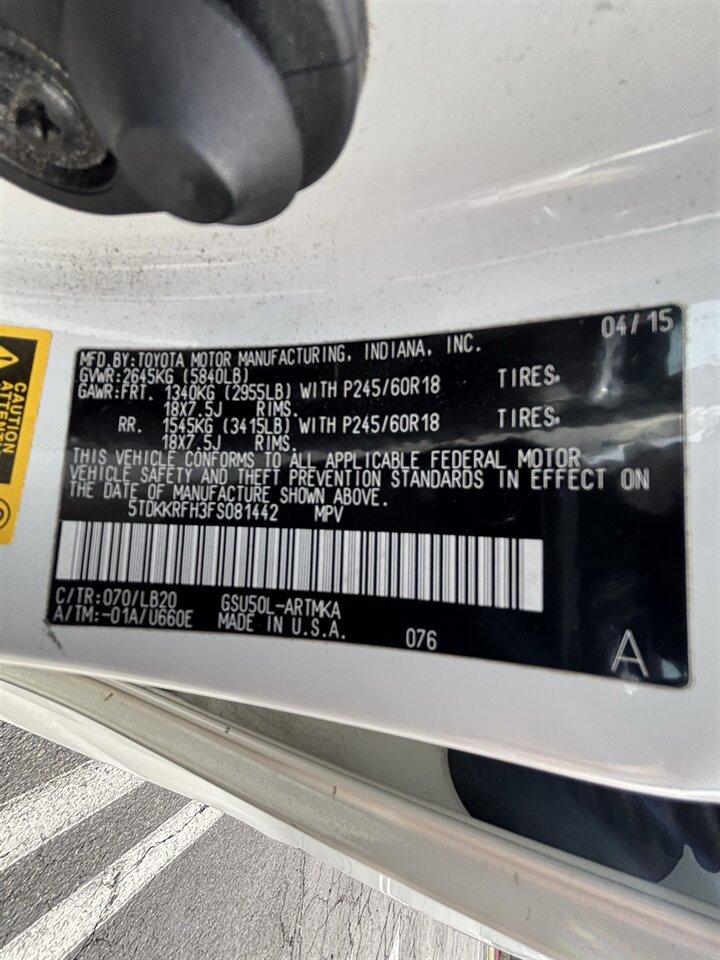 04/15
MFD. BY: TOYOTA MOTOR MANUFACTURING, INDIANA, INC.
GVWR: 2645KG (5840LB)
GAWR: FRT. 1340KG (2955LB) WITH P245/60R18 TIRES,
18X7.5J RIMS.
RR. 1545KG (3415LB) WITH P245/60R18 TIRES,
18X7.5J RIMS.
THIS VEHICLE CONFORMS TO ALL APPLICABLE FEDERAL MOTOR
VEHICLE SAFETY AND THEFT PREVENTION STANDARDS IN EFFECT ON
THE DATE OF MANUFACTURE SHOWN ABOVE.
5TDKKRFH3FS081442 MPV
C/TR: 070/LB20 GSU50L-ARTMKA
A/TM: -01A/U660E MADE IN U.S.A. 076
A
CAUTION